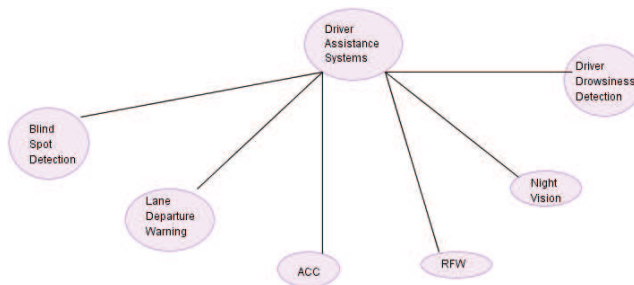 Driver
Assistance
Systems
Driver
Drowsiness
Detection
Blind
Spot
Detection
Night
Vision
Lane
Departure
Warning
RFW
ACC